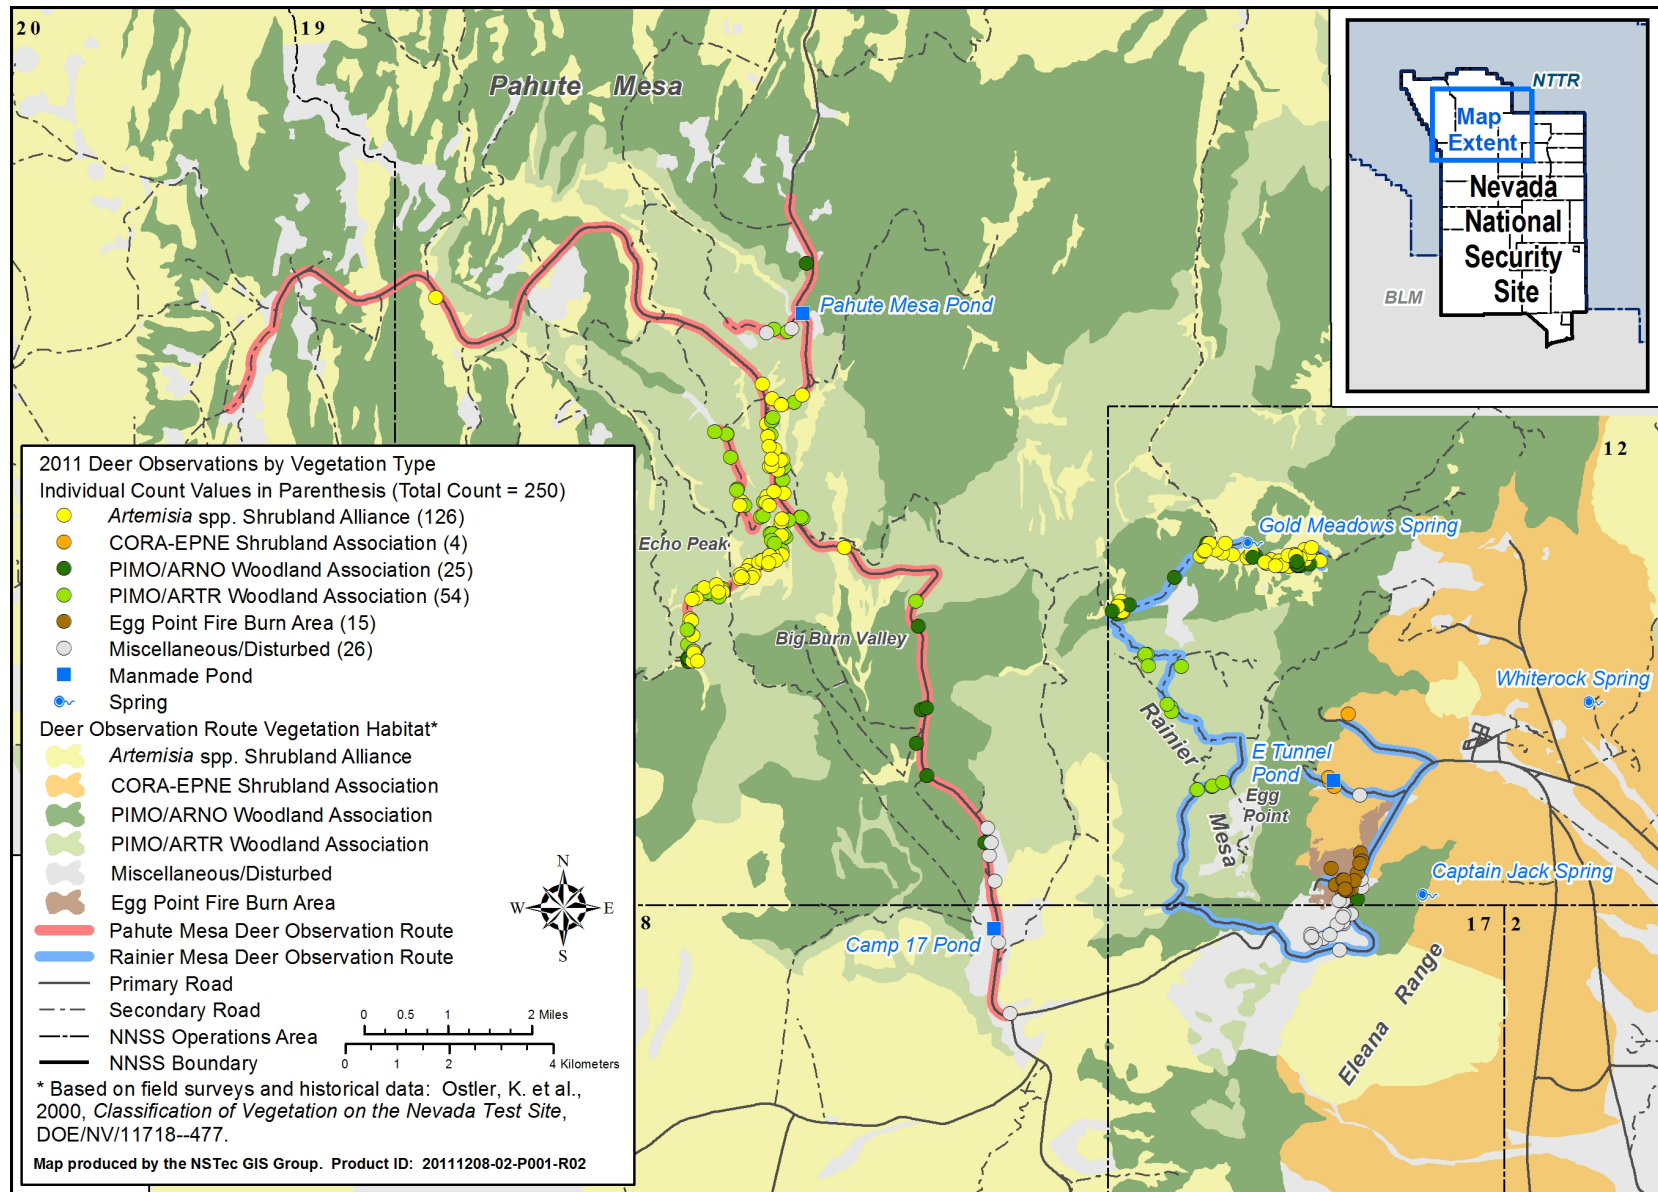 20
19
Pahute Mesa
NTTR
Map
Extent
Nevada
National
Security
Site
BLM
Pahute Mesa Pond
12
Gold Meadows Spring
Echo Peak
Big Burn Valley
Whiterock Spring
Rainier
Mesa
E Tunnel
Pond
Egg
Point
Captain Jack Spring
8
17
2
Camp 17 Pond
Eleana Range
2011 Deer Observations by Vegetation Type
Individual Count Values in Parenthesis (Total Count = 250)
Artemisia spp. Shrubland Alliance (126)
CORA-EPNE Shrubland Association (4)
PIMO/ARNO Woodland Association (25)
PIMO/ARTR Woodland Association (54)
Egg Point Fire Burn Area (15)
Miscellaneous/Disturbed (26)
Manmade Pond
Spring
Deer Observation Route Vegetation Habitat*
Artemisia spp. Shrubland Alliance
CORA-EPNE Shrubland Association
PIMO/ARNO Woodland Association
PIMO/ARTR Woodland Association
Miscellaneous/Disturbed
Egg Point Fire Burn Area
Pahute Mesa Deer Observation Route
Rainier Mesa Deer Observation Route
Primary Road
Secondary Road
NNSS Operations Area
NNSS Boundary
N
W E
S
0 0.5 1 2 Miles
0 1 2 4 Kilometers
* Based on field surveys and historical data: Ostler, K. et al.,
2000, Classification of Vegetation on the Nevada Test Site,
DOE/NV/11718--477.
Map produced by the NSTec GIS Group. Product ID: 20111208-02-P001-R02